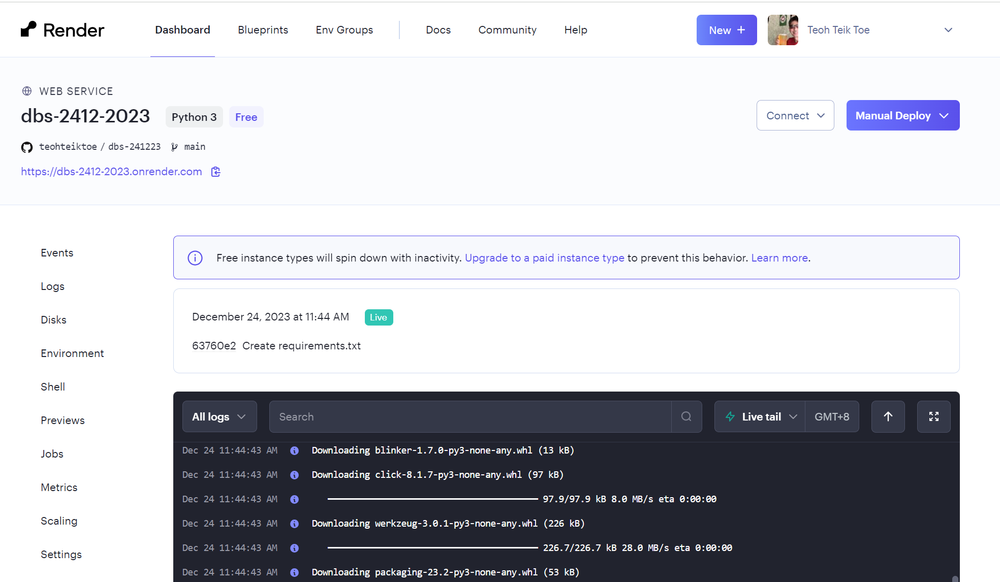 Render Dashboard Blueprints Env Groups Docs Community Help New + Teoh Teik Toe
WEB SERVICE
dbs-2412-2023 Python 3 Free Connect Manual Deploy
teohteiktoe / dbs-241223 main
https://dbs-2412-2023.onrender.com
Events
Logs
Disks
Environment
Shell
Previews
Jobs
Metrics
Scaling
Settings
Free instance types will spin down with inactivity. Upgrade to a paid instance type to prevent this behavior. Learn more.
December 24, 2023 at 11:44 AM Live
63760e2 Create requirements.txt
All logs Search Live tail GMT+8
Dec 24 11:44:43 AM Downloading blinker-1.7.0-py3-none-any.whl (13 kB)
Dec 24 11:44:43 AM Downloading click-8.1.7-py3-none-any.whl (97 kB)
Dec 24 11:44:43 AM 97.9/97.9 kB 8.0 MB/s eta 0:00:00
Dec 24 11:44:43 AM Downloading werkzeug-3.0.1-py3-none-any.whl (226 kB)
Dec 24 11:44:43 AM 226.7/226.7 kB 28.0 MB/s eta 0:00:00
Dec 24 11:44:43 AM Downloading packaging-23.2-py3-none-any.whl (53 kB)